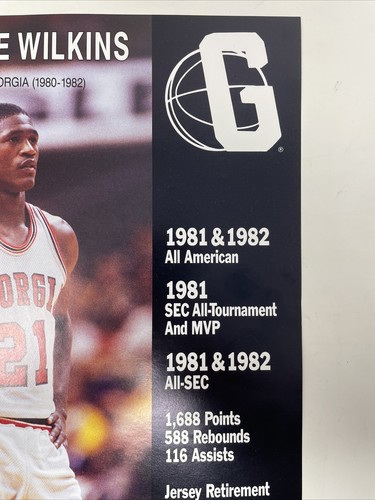 E WILKINS
ORGIA (1980-1982)
G
®
1981 & 1982
All American
1981
SEC All-Tournament
And MVP
1981 & 1982
All-SEC
1,688 Points
588 Rebounds
116 Assists
Jersey Retirement
ORGI
21